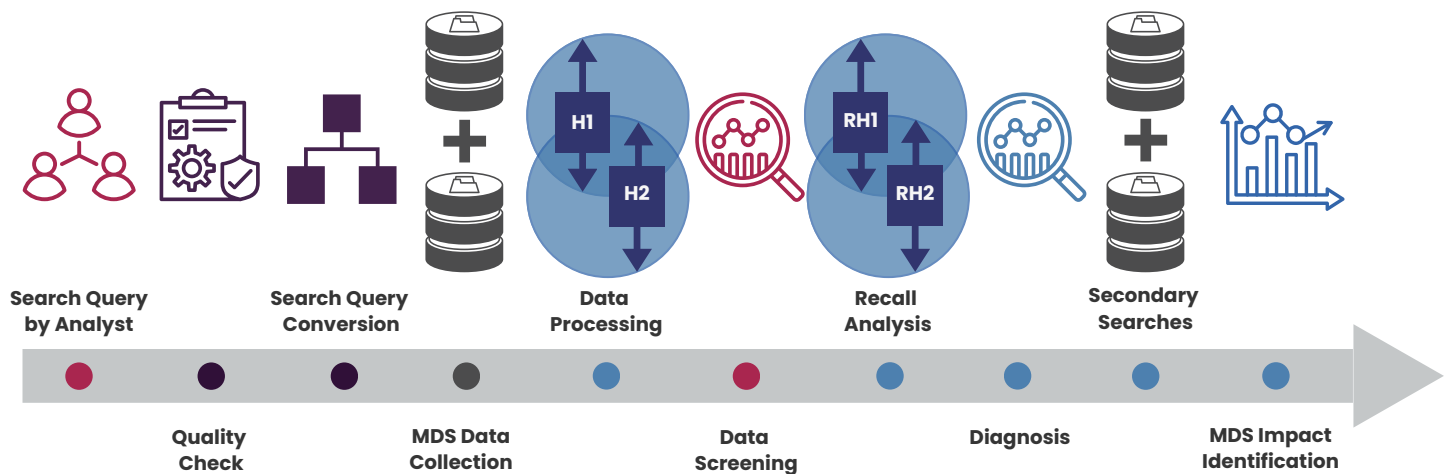 H1
H2
RH1
RH2
Search Query
by Analyst
Search Query
Conversion
Data
Processing
Recall
Analysis
Secondary
Searches
Quality
Check
MDS Data
Collection
Data
Screening
Diagnosis
MDS Impact
Identification